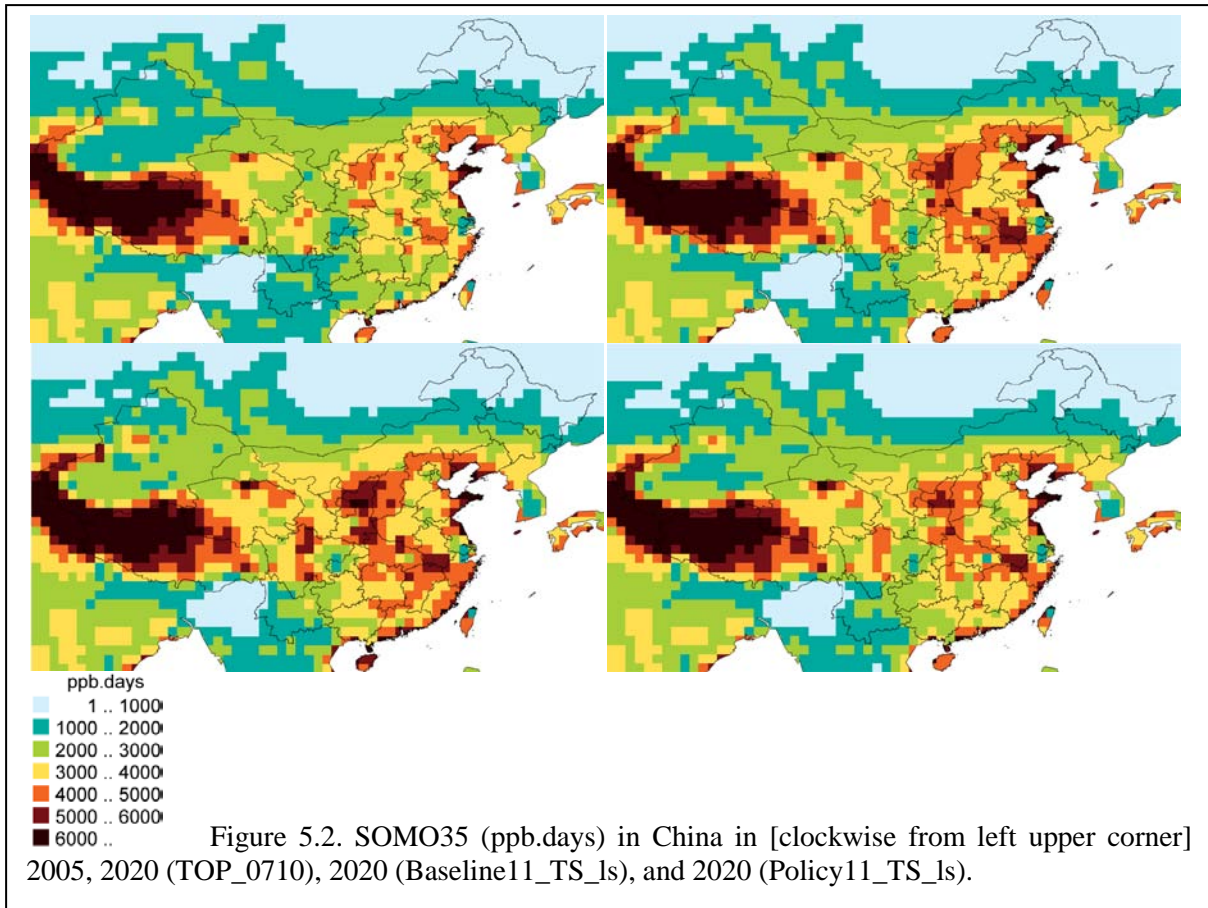 ppb.days
1 .. 1000
1000 .. 2000
2000 .. 3000
3000 .. 4000
4000 .. 5000
5000 .. 6000
6000 ..
Figure 5.2. SOMO35 (ppb.days) in China in [clockwise from left upper corner]
2005, 2020 (TOP_0710), 2020 (Baseline11_TS_ls), and 2020 (Policy11_TS_ls).